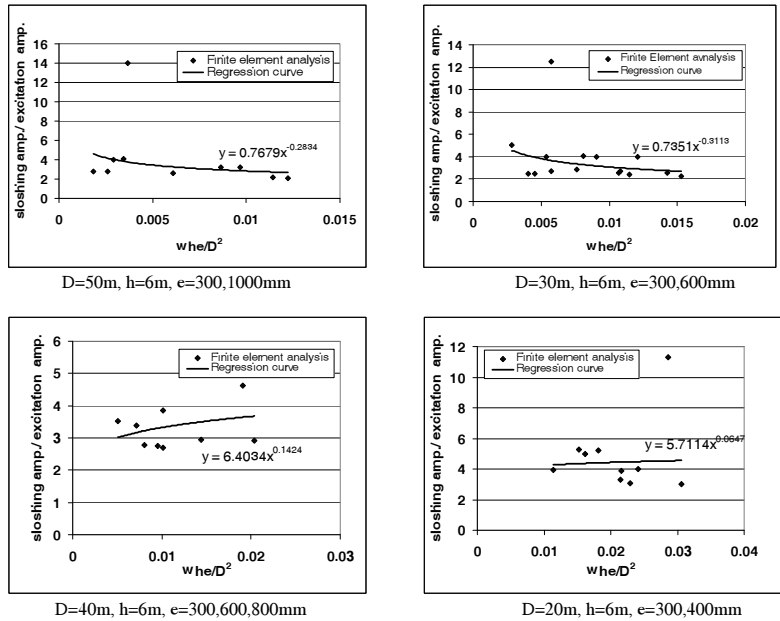 sloshing amp./ excitation amp.
16
14
12
10
8
6
4
2
0
Finite element analysis
Regression curve
y = 0.7679x^-0.2834
0 0.005 0.01 0.015
whe/D²
D=50m, h=6m, e=300,1000mm
sloshing amp./ excitation amp.
14
12
10
8
6
4
2
0
Finite Element avnalysis
Regression curve
y = 0.7351x^-0.3113
0 0.005 0.01 0.015 0.02
whe/D²
D=30m, h=6m, e=300,600mm
sloshing amp./ excitation amp.
6
5
4
3
2
1
0
Finite element analysis
Regression curve
y = 6.4034x^0.1424
0 0.01 0.02 0.03
whe/D²
D=40m, h=6m, e=300,600,800mm
sloshing amp./ excitation amp.
12
10
8
6
4
2
0
Finite element analysis
Regression curve
y = 5.7114x^0.0647
0 0.01 0.02 0.03 0.04
whe/D²
D=20m, h=6m, e=300,400mm